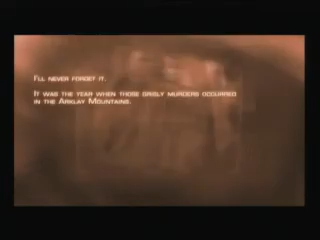 I'll never forget it.
It was the year when those grisly murders occurred
in the Arklay Mountains.